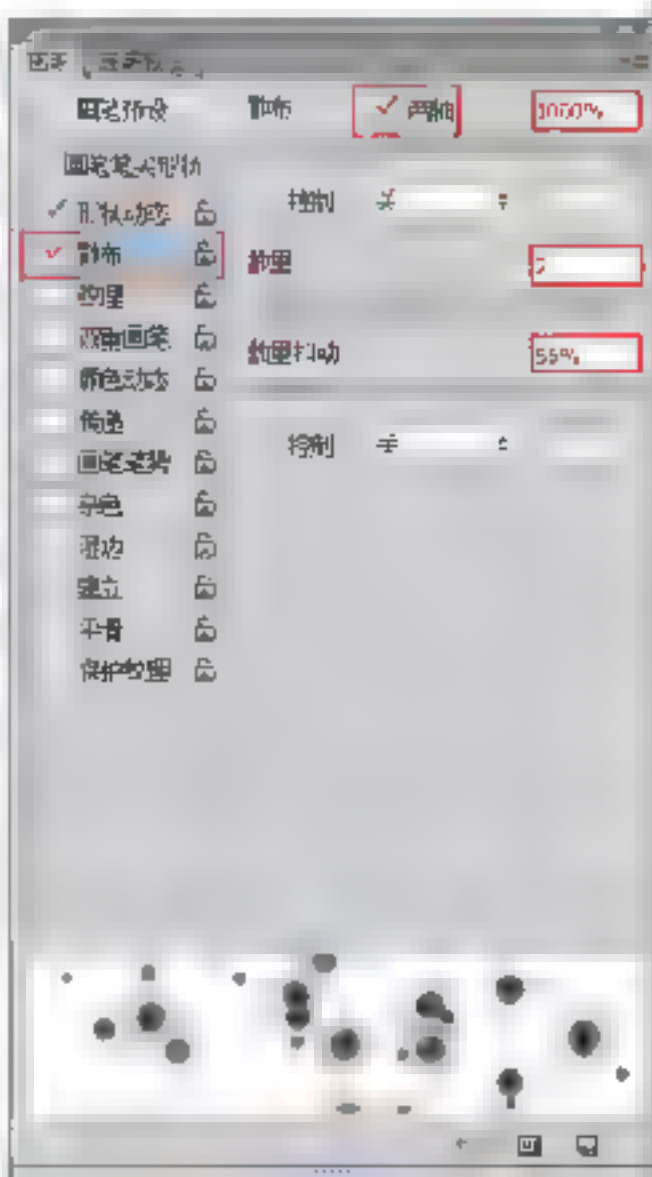 画笔预设 散布 两轴 1000%
画笔笔尖形状
形状动态 控制 关
散布 数量
纹理
双重画笔 数量抖动 55%
颜色动态
传递 控制 关
画笔笔势
杂色
湿边
建立
平滑
保护纹理